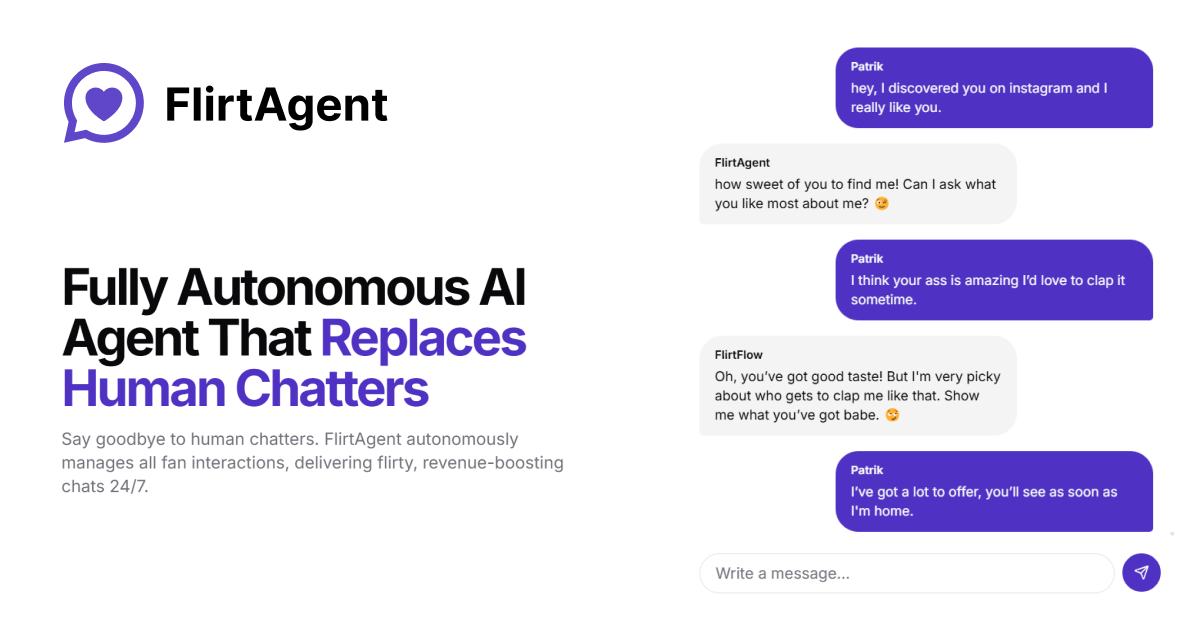 FlirtAgent
Fully Autonomous AI
Agent That Replaces
Human Chatters
Say goodbye to human chatters. FlirtAgent autonomously
manages all fan interactions, delivering flirty, revenue-boosting
chats 24/7.
Patrik
hey, I discovered you on instagram and I
really like you.
FlirtAgent
how sweet of you to find me! Can I ask what
you like most about me? 😉
Patrik
I think your ass is amazing I’d love to clap it
sometime.
FlirtFlow
Oh, you’ve got good taste! But I'm very picky
about who gets to clap me like that. Show
me what you’ve got babe. 😏
Patrik
I’ve got a lot to offer, you’ll see as soon as
I'm home.
Write a message...